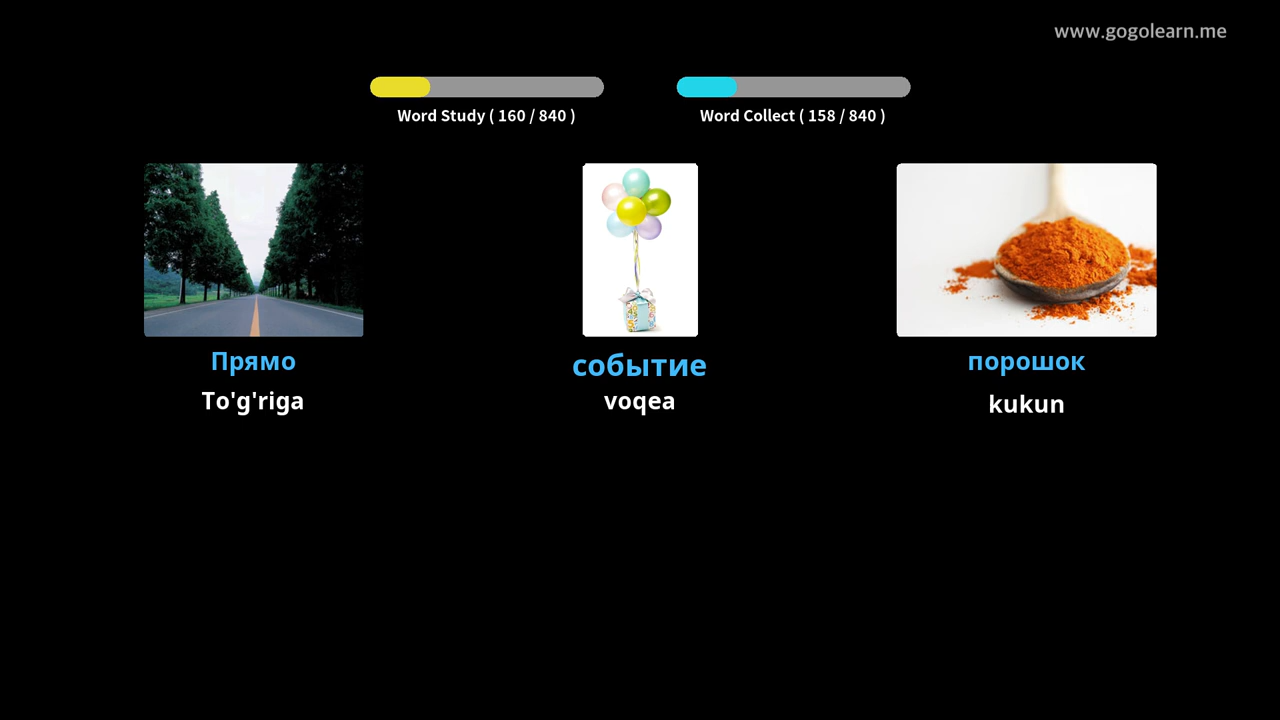 www.gogolearn.me
Word Study ( 160 / 840 )
Word Collect ( 158 / 840 )
Прямо
To'g'riga
событие
voqea
порошок
kukun